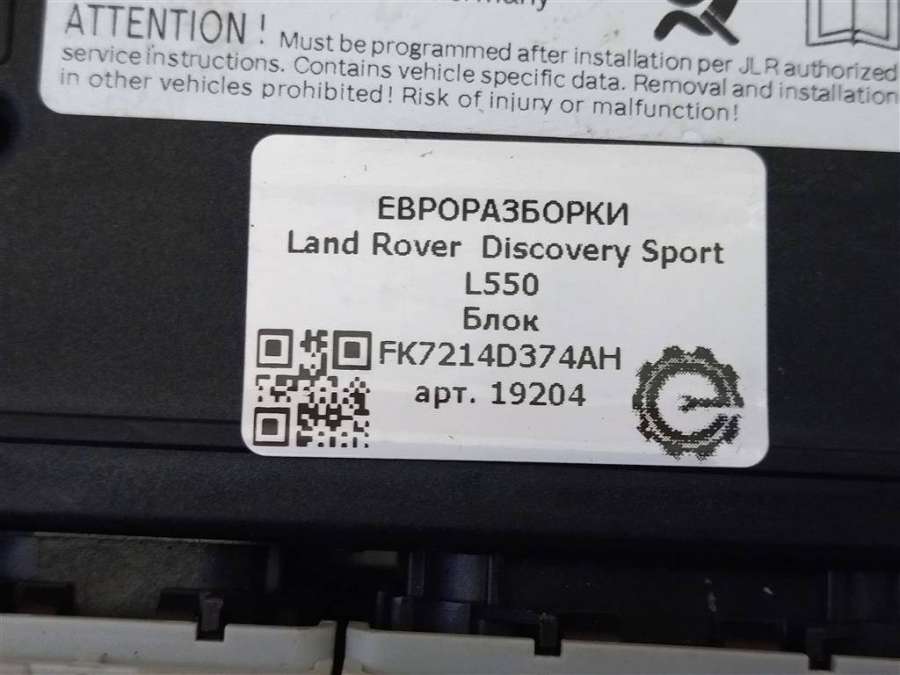 ATTENTION! Must be programmed after installation per JLR authorized
service instructions. Contains vehicle specific data. Removal and installation
in other vehicles prohibited! Risk of injury or malfunction!
ЕВРОРАЗБОРКИ
Land Rover Discovery Sport
L550
Блок
FK7214D374AH
арт. 19204